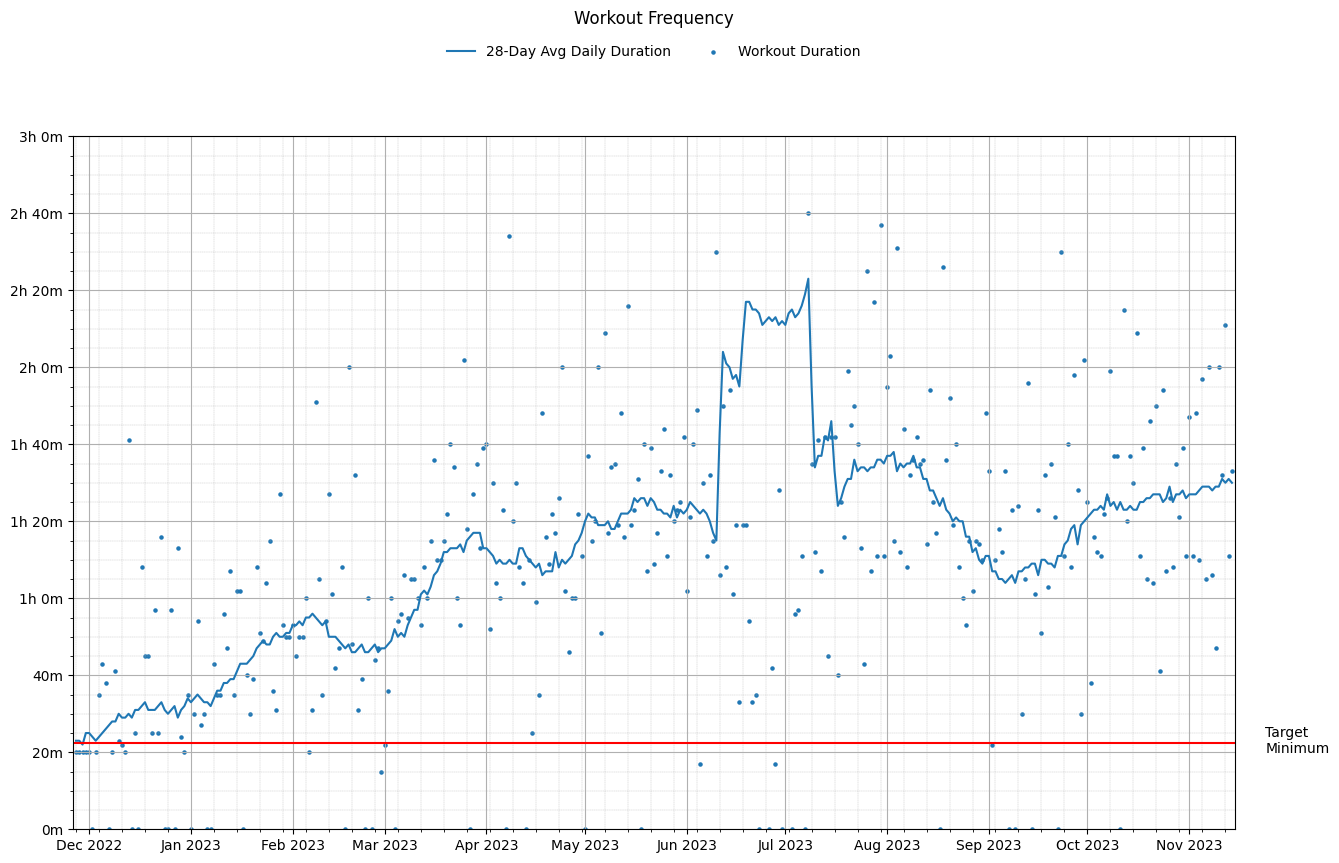 Workout Frequency
28-Day Avg Daily Duration
Workout Duration
3h 0m
2h 40m
2h 20m
2h 0m
1h 40m
1h 20m
1h 0m
40m
20m
0m
Target
Minimum
Dec 2022 Jan 2023 Feb 2023 Mar 2023 Apr 2023 May 2023 Jun 2023 Jul 2023 Aug 2023 Sep 2023 Oct 2023 Nov 2023